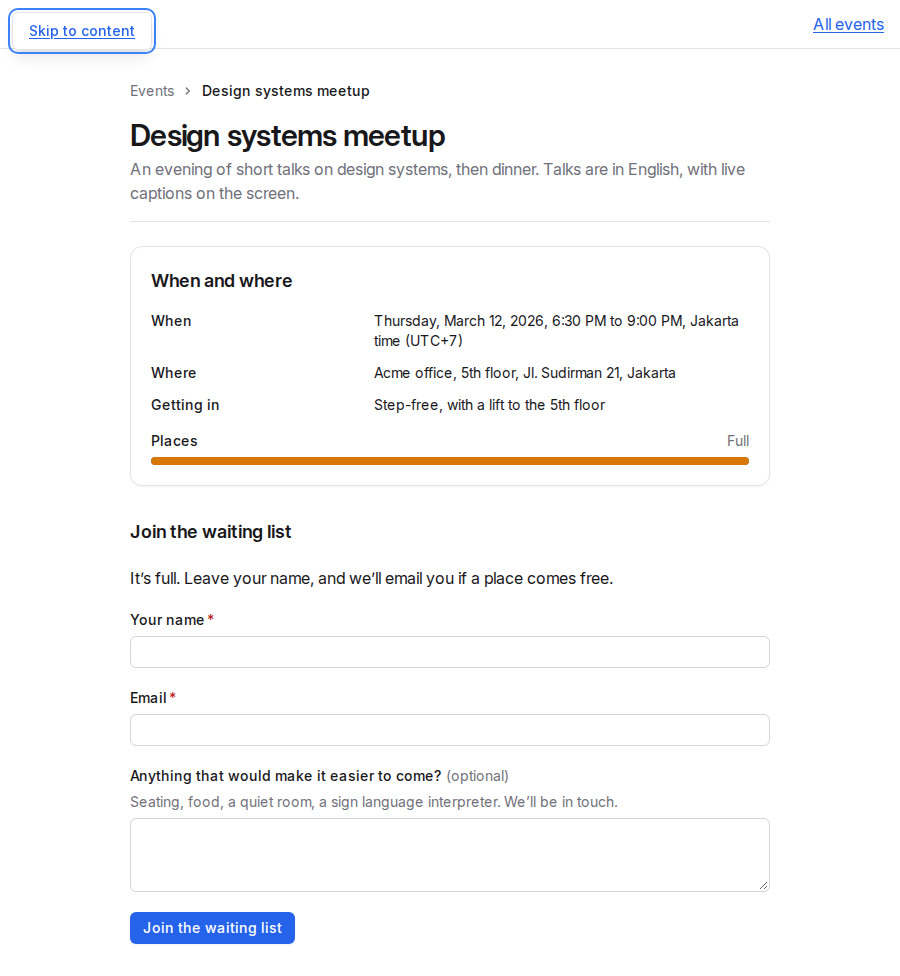 Skip to content
All events
Events > Design systems meetup
Design systems meetup
An evening of short talks on design systems, then dinner. Talks are in English, with live
captions on the screen.
When and where
When
Thursday, March 12, 2026, 6:30 PM to 9:00 PM, Jakarta
time (UTC+7)
Where
Acme office, 5th floor, Jl. Sudirman 21, Jakarta
Getting in
Step-free, with a lift to the 5th floor
Places
Full
Join the waiting list
It’s full. Leave your name, and we’ll email you if a place comes free.
Your name *
Email *
Anything that would make it easier to come? (optional)
Seating, food, a quiet room, a sign language interpreter. We’ll be in touch.
Join the waiting list